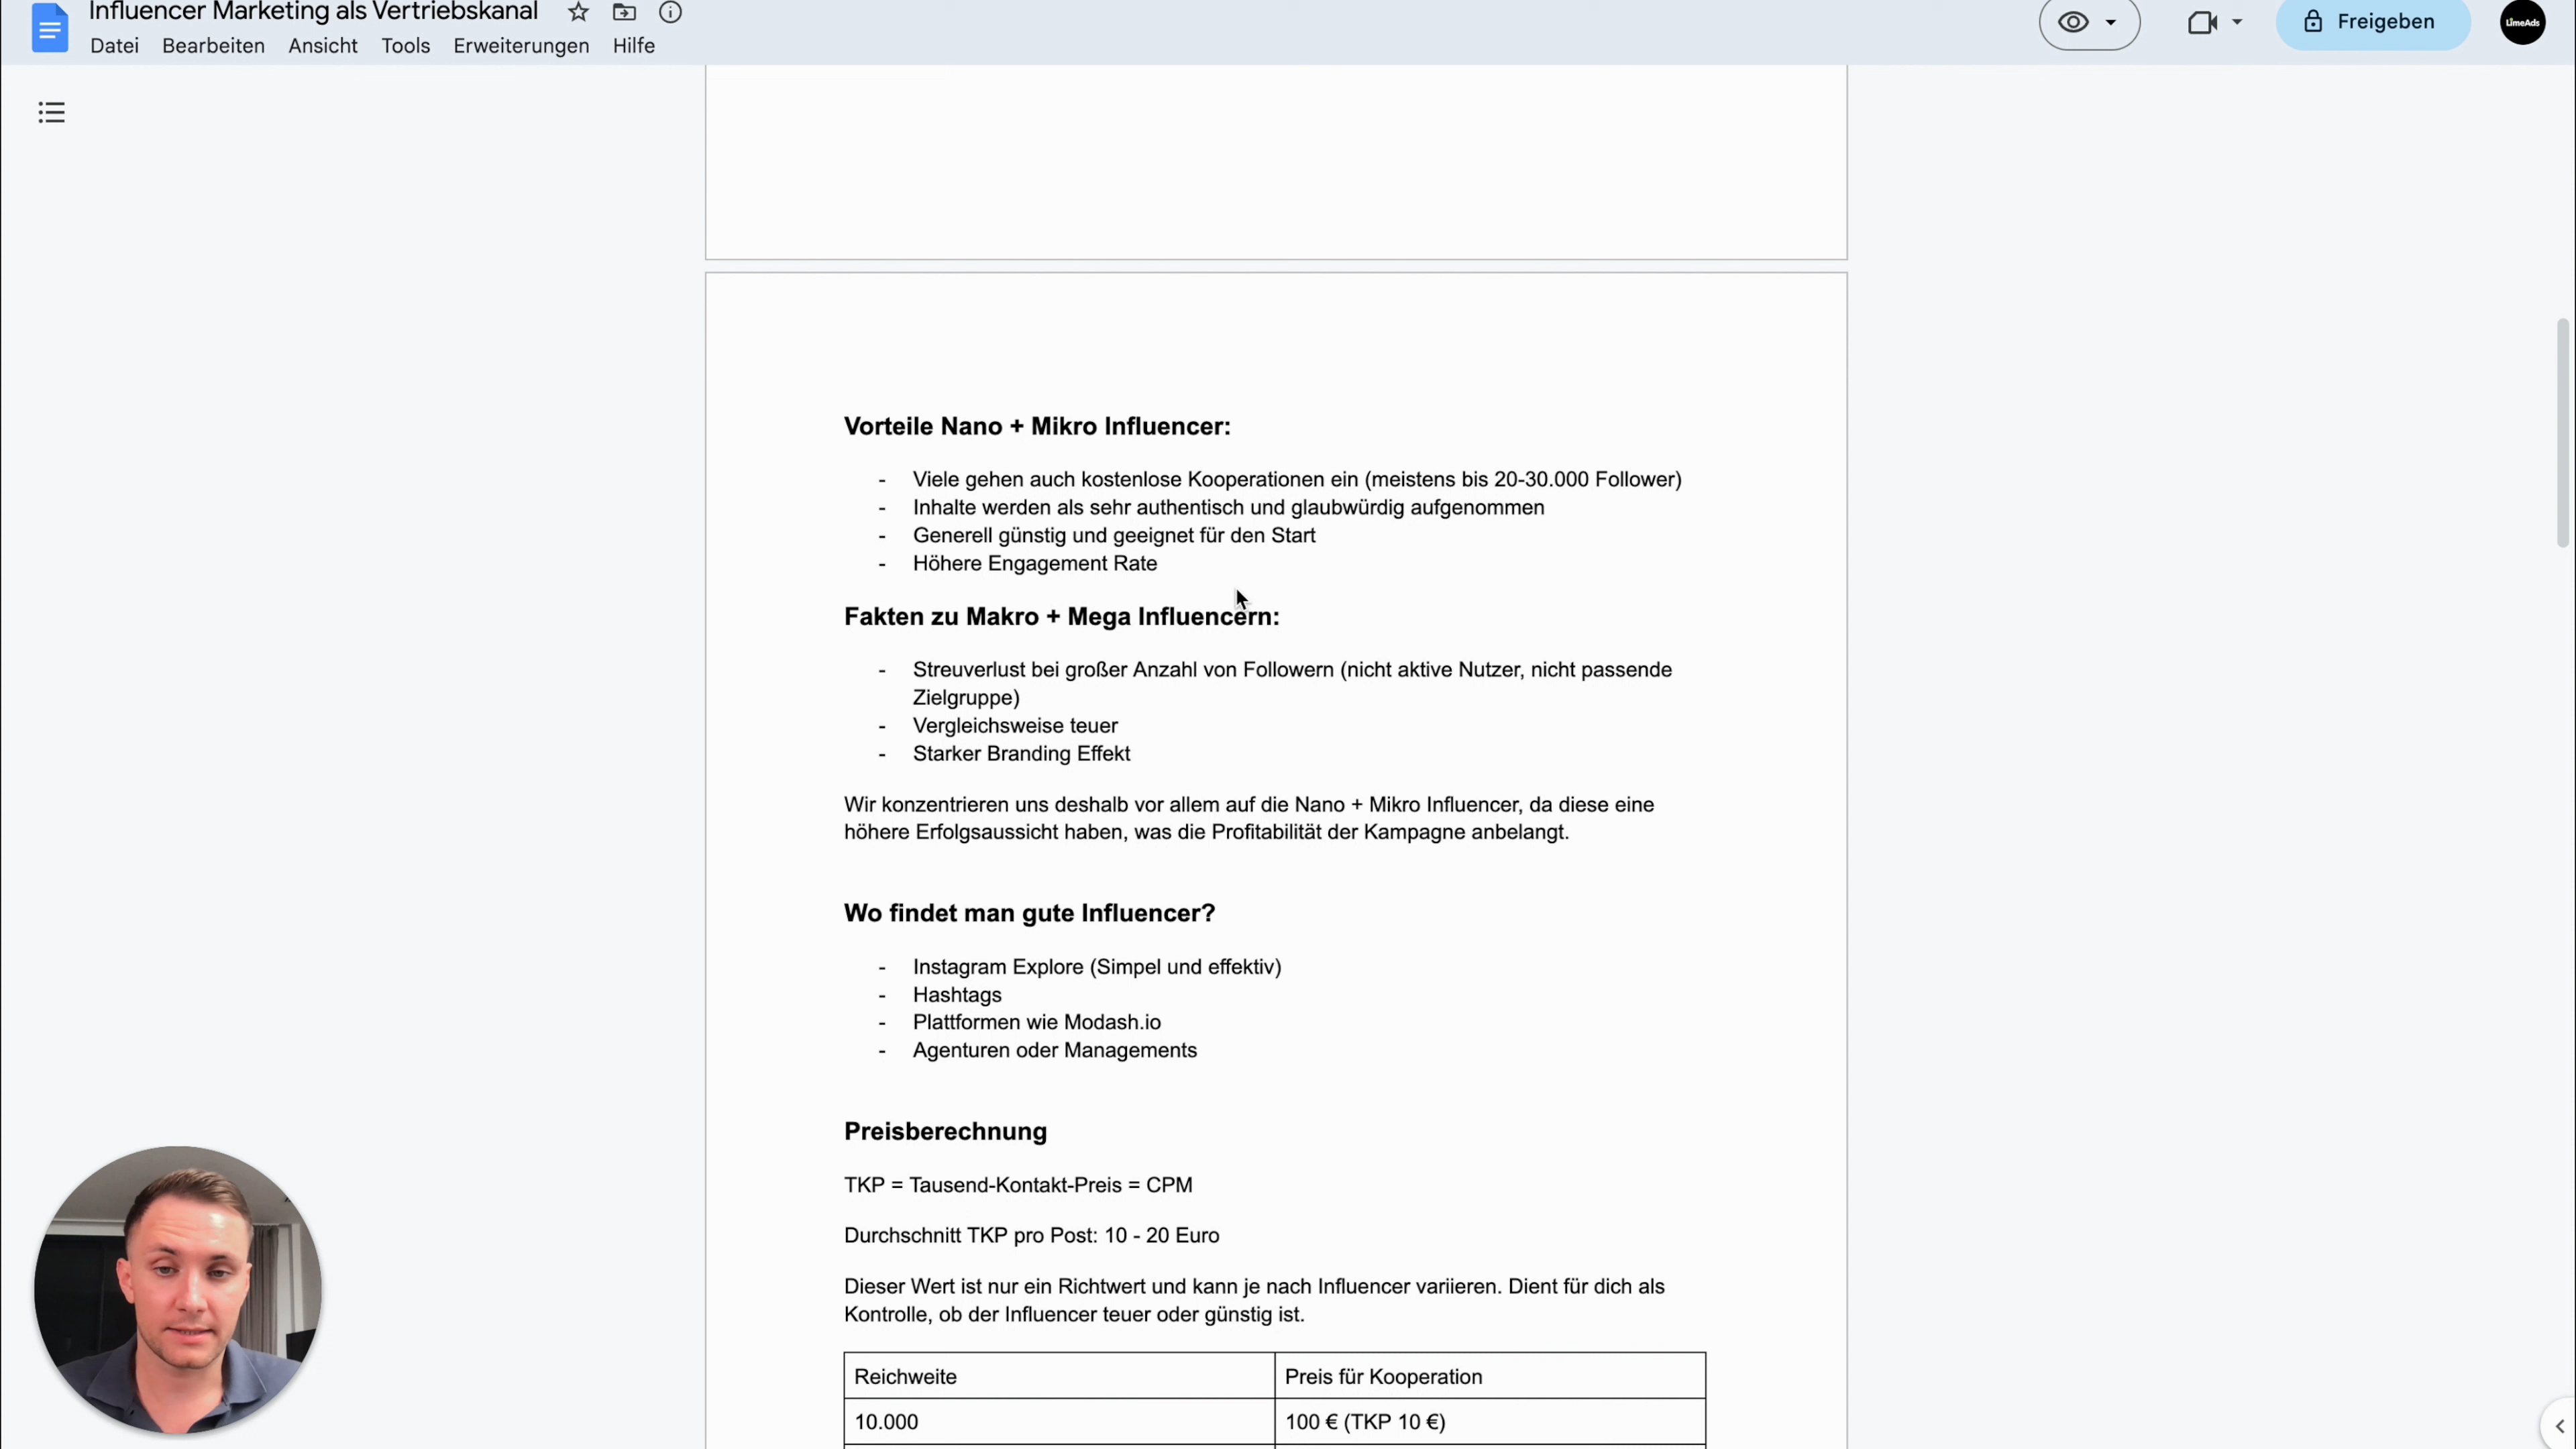 Influencer Marketing als Vertriebskanal
Datei Bearbeiten Ansicht Tools Erweiterungen Hilfe
Freigeben
LimeAds
Vorteile Nano + Mikro Influencer:
- Viele gehen auch kostenlose Kooperationen ein (meistens bis 20-30.000 Follower)
- Inhalte werden als sehr authentisch und glaubwürdig aufgenommen
- Generell günstig und geeignet für den Start
- Höhere Engagement Rate
Fakten zu Makro + Mega Influencern:
- Streuverlust bei großer Anzahl von Followern (nicht aktive Nutzer, nicht passende
Zielgruppe)
- Vergleichsweise teuer
- Starker Branding Effekt
Wir konzentrieren uns deshalb vor allem auf die Nano + Mikro Influencer, da diese eine
höhere Erfolgsaussicht haben, was die Profitabilität der Kampagne anbelangt.
Wo findet man gute Influencer?
- Instagram Explore (Simpel und effektiv)
- Hashtags
- Plattformen wie Modash.io
- Agenturen oder Managements
Preisberechnung
TKP = Tausend-Kontakt-Preis = CPM
Durchschnitt TKP pro Post: 10 - 20 Euro
Dieser Wert ist nur ein Richtwert und kann je nach Influencer variieren. Dient für dich als
Kontrolle, ob der Influencer teuer oder günstig ist.
Reichweite Preis für Kooperation
10.000 100 € (TKP 10 €)